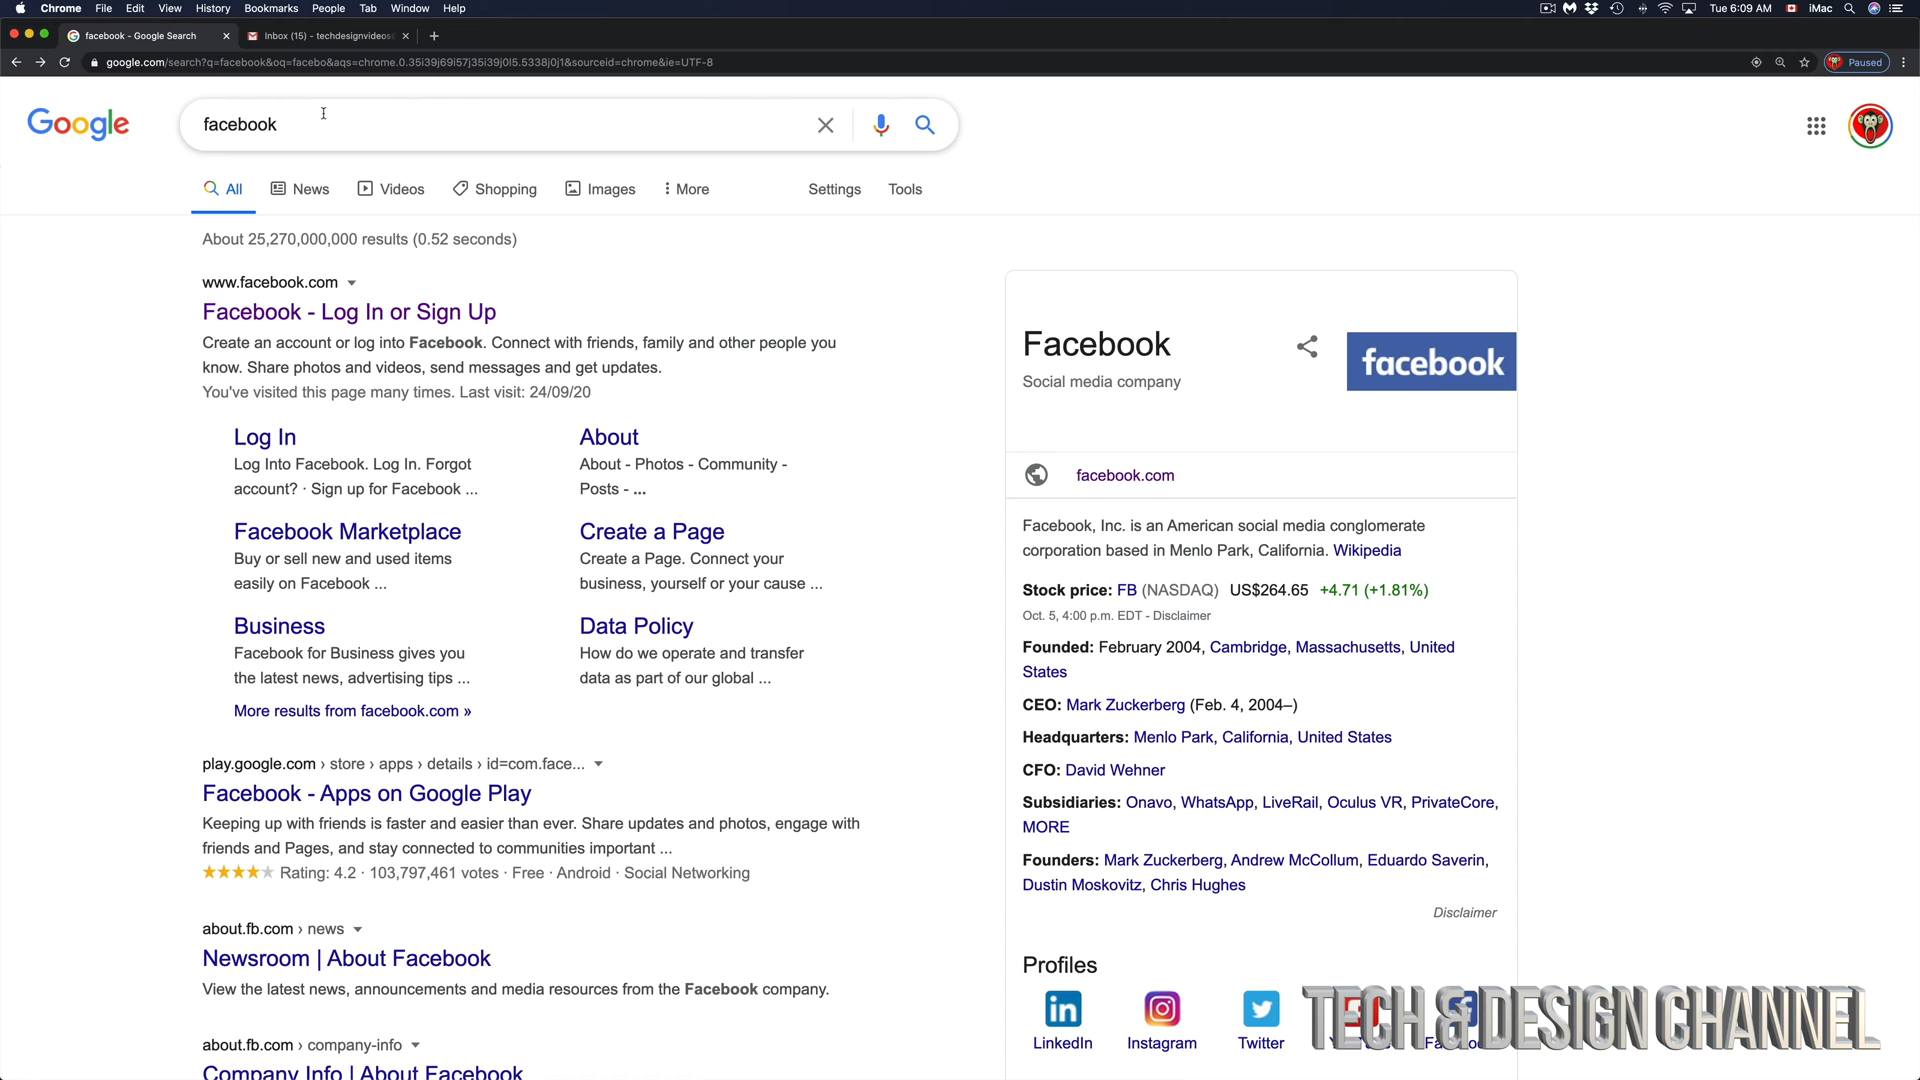 Chrome File Edit View History Bookmarks People Tab Window Help
Tue 6:09 AM iMac
facebook - Google Search
Inbox (15) - techdesignvideos
google.com/search?q=facebook&oq=facebo&aqs=chrome.0.35i39j69i57j35i39j0l5.5338j0j1&sourceid=chrome&ie=UTF-8
Paused
Google
facebook
All News Videos Shopping Images More Settings Tools
About 25,270,000,000 results (0.52 seconds)
www.facebook.com
Facebook - Log In or Sign Up
Create an account or log into Facebook. Connect with friends, family and other people you
know. Share photos and videos, send messages and get updates.
You've visited this page many times. Last visit: 24/09/20
Log In
Log Into Facebook. Log In. Forgot
account? · Sign up for Facebook ...
About
About - Photos - Community -
Posts - ...
Facebook Marketplace
Buy or sell new and used items
easily on Facebook ...
Create a Page
Create a Page. Connect your
business, yourself or your cause ...
Business
Facebook for Business gives you
the latest news, advertising tips ...
Data Policy
How do we operate and transfer
data as part of our global ...
More results from facebook.com »
play.google.com › store › apps › details › id=com.face...
Facebook - Apps on Google Play
Keeping up with friends is faster and easier than ever. Share updates and photos, engage with
friends and Pages, and stay connected to communities important ...
Rating: 4.2 · 103,797,461 votes · Free · Android · Social Networking
about.fb.com › news
Newsroom | About Facebook
View the latest news, announcements and media resources from the Facebook company.
about.fb.com › company-info
Company Info | About Facebook
Facebook
Social media company
facebook
facebook.com
Facebook, Inc. is an American social media conglomerate
corporation based in Menlo Park, California. Wikipedia
Stock price: FB (NASDAQ) US$264.65 +4.71 (+1.81%)
Oct. 5, 4:00 p.m. EDT - Disclaimer
Founded: February 2004, Cambridge, Massachusetts, United
States
CEO: Mark Zuckerberg (Feb. 4, 2004–)
Headquarters: Menlo Park, California, United States
CFO: David Wehner
Subsidiaries: Onavo, WhatsApp, LiveRail, Oculus VR, PrivateCore,
MORE
Founders: Mark Zuckerberg, Andrew McCollum, Eduardo Saverin,
Dustin Moskovitz, Chris Hughes
Disclaimer
Profiles
LinkedIn Instagram Twitter
TECH & DESIGN CHANNEL